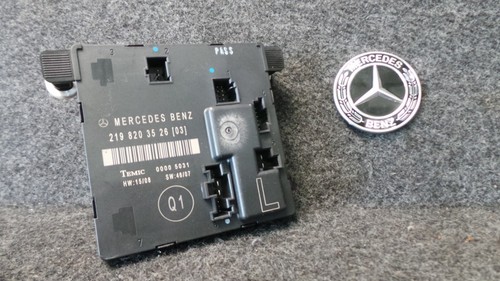 PASS
MERCEDES BENZ
219 820 35 26 [03]
TEMIC 0000 5031
HW:15/06 SW:46/07
Q1
L
MERCEDES
BENZ